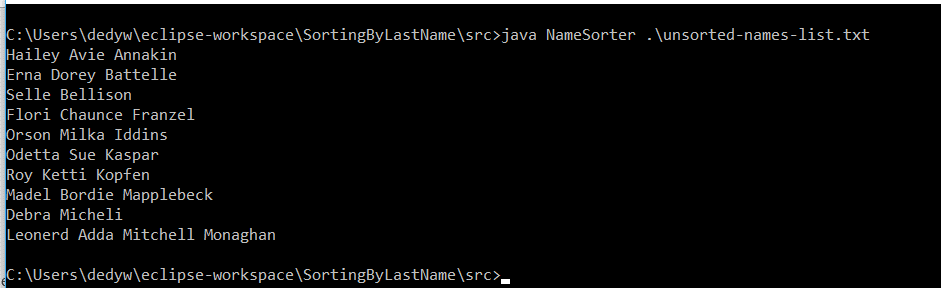 C:\Users\dedyw\eclipse-workspace\SortingByLastName\src>java NameSorter .\unsorted-names-list.txt
Hailey Avie Annakin
Erna Dorey Battelle
Selle Bellison
Flori Chaunce Franzel
Orson Milka Iddins
Odetta Sue Kaspar
Roy Ketti Kopfen
Madel Bordie Mapplebeck
Debra Micheli
Leonerd Adda Mitchell Monaghan
C:\Users\dedyw\eclipse-workspace\SortingByLastName\src>